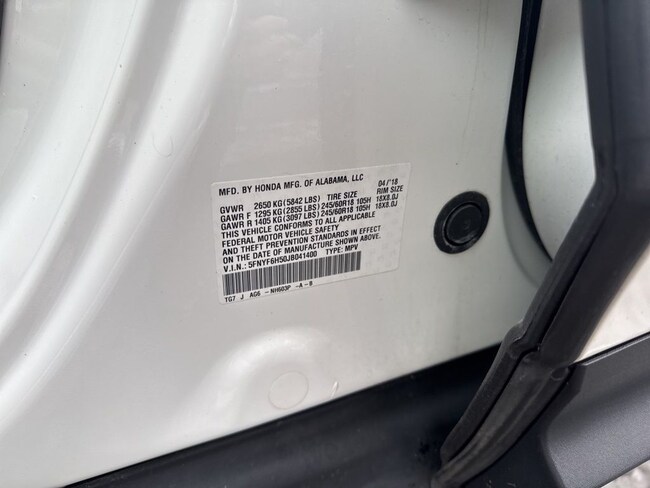 MFD. BY HONDA MFG. OF ALABAMA, LLC 04/'18
GVWR 2650 KG (5842 LBS) TIRE SIZE RIM SIZE
GAWR F 1295 KG (2855 LBS) 245/60R18 105H 18X8.0J
GAWR R 1405 KG (3097 LBS) 245/60R18 105H 18X8.0J
THIS VEHICLE CONFORMS TO ALL APPLICABLE
FEDERAL MOTOR VEHICLE SAFETY
AND THEFT PREVENTION STANDARDS IN EFFECT
ON THE DATE OF MANUFACTURE SHOWN ABOVE.
V.I.N.: 5FNYF6H50JB041400 TYPE: MPV
TG7 J AG6 -NH603P -A-B